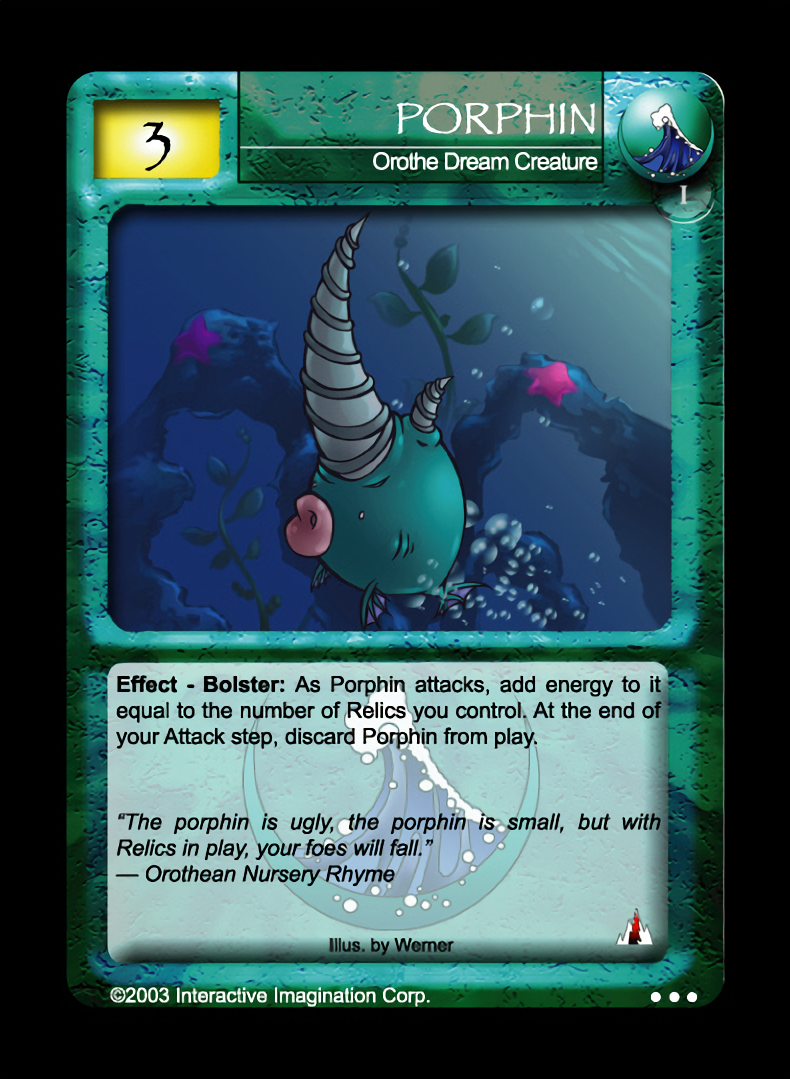 3
PORPHIN
Orothe Dream Creature
I
Effect - Bolster: As Porphin attacks, add energy to it
equal to the number of Relics you control. At the end of
your Attack step, discard Porphin from play.
“The porphin is ugly, the porphin is small, but with
Relics in play, your foes will fall.”
— Orothean Nursery Rhyme
Illus. by Werner
©2003 Interactive Imagination Corp.